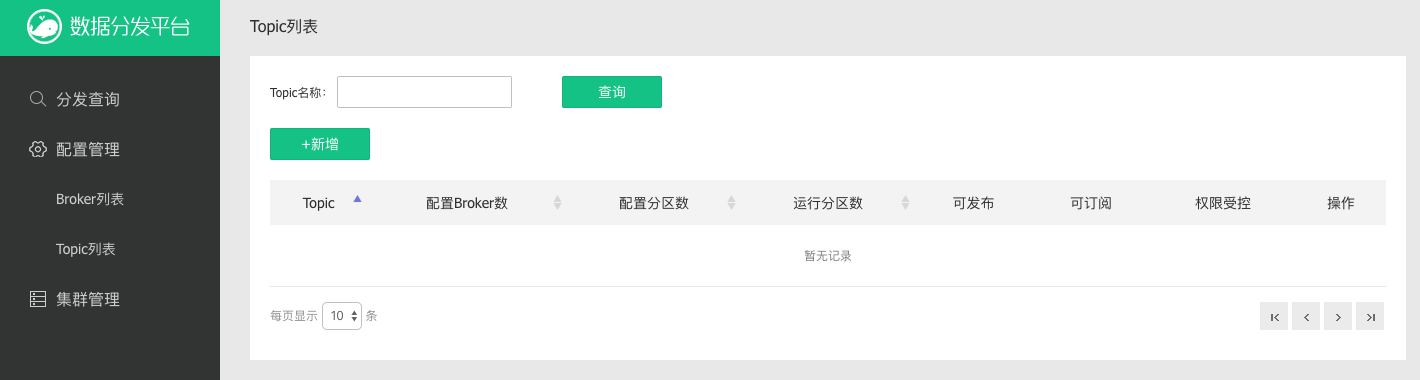 数据分发平台
分发查询
配置管理
Broker列表
Topic列表
集群管理
Topic列表
Topic名称：
查询
+新增
Topic 配置Broker数 配置分区数 运行分区数 可发布 可订阅 权限受控 操作
暂无记录
每页显示 10 条